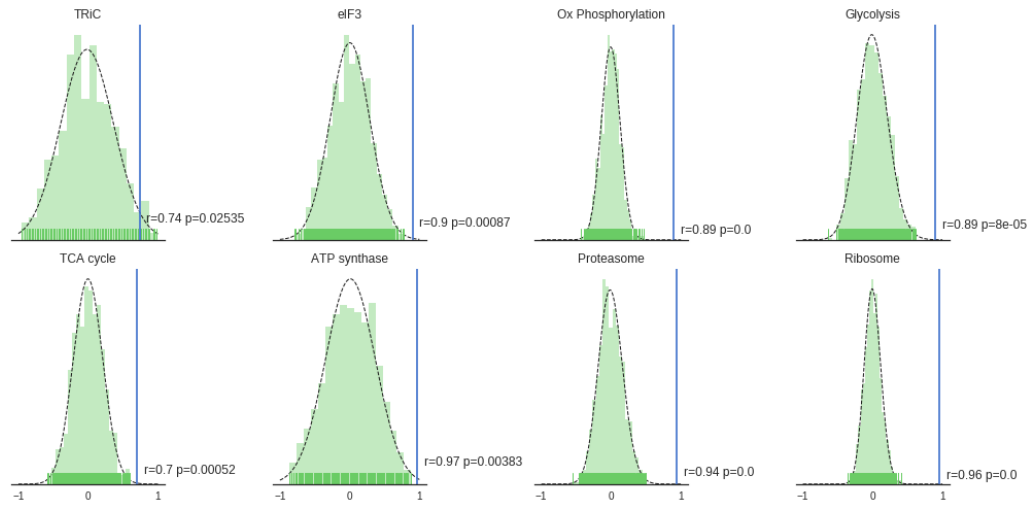 TRiC
eIF3
Ox Phosphorylation
Glycolysis
r=0.74 p=0.02535
r=0.9 p=0.00087
r=0.89 p=0.0
r=0.89 p=8e-05
TCA cycle
ATP synthase
Proteasome
Ribosome
r=0.7 p=0.00052
r=0.97 p=0.00383
r=0.94 p=0.0
r=0.96 p=0.0
−1 0 1
−1 0 1
−1 0 1
−1 0 1